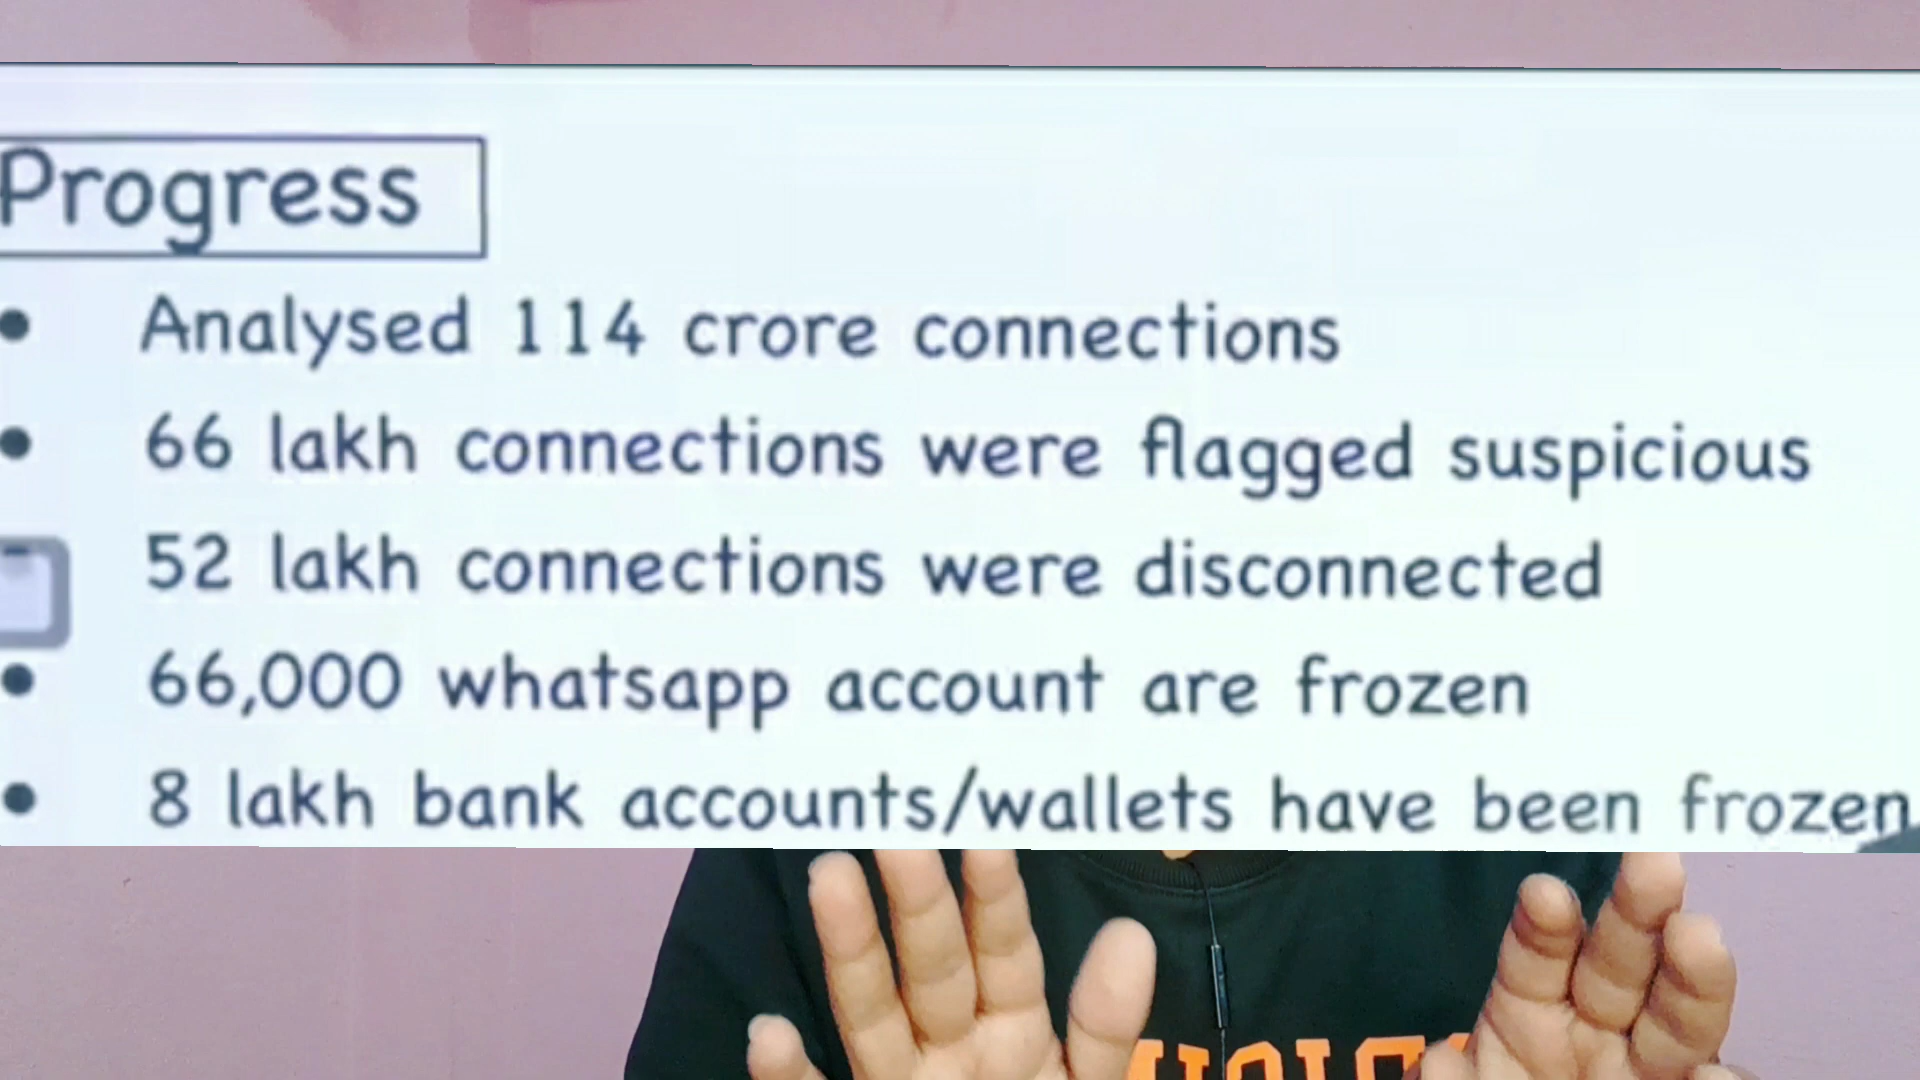 Progress
• Analysed 114 crore connections
• 66 lakh connections were flagged suspicious
52 lakh connections were disconnected
• 66,000 whatsapp account are frozen
• 8 lakh bank accounts/wallets have been frozen